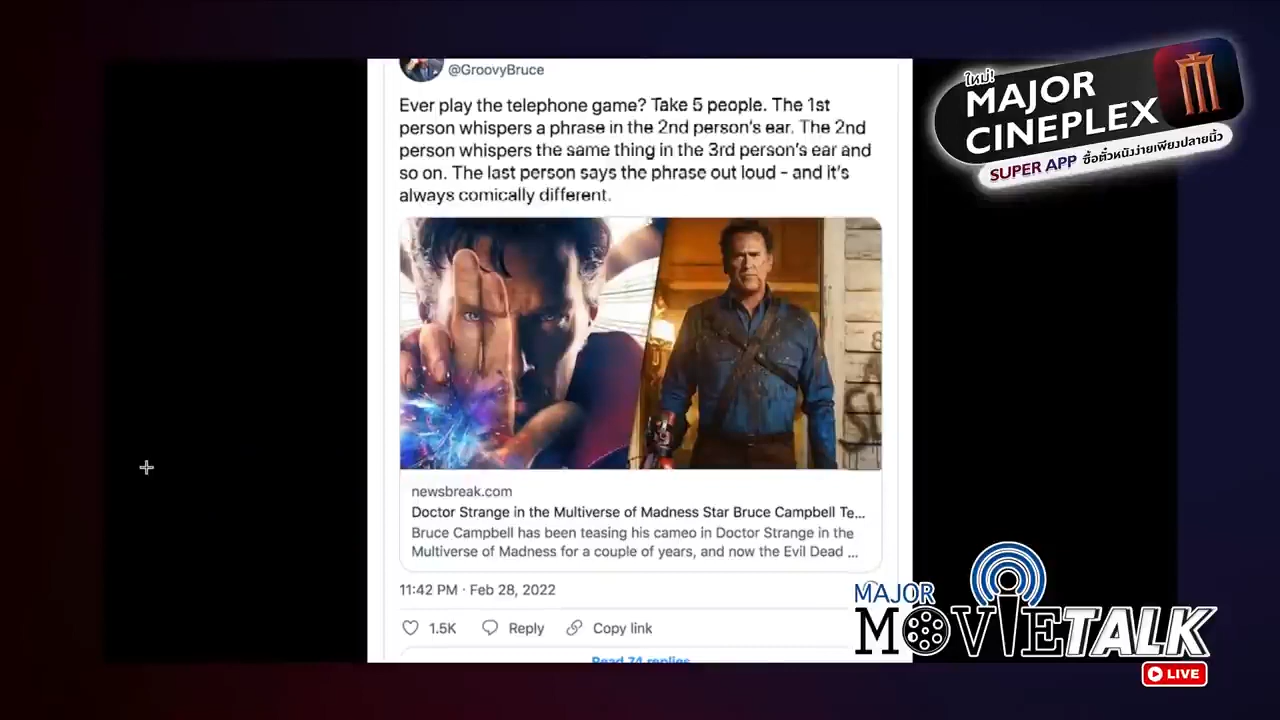 @GroovyBruce
Ever play the telephone game? Take 5 people. The 1st
person whispers a phrase in the 2nd person's ear. The 2nd
person whispers the same thing in the 3rd person's ear and
so on. The last person says the phrase out loud - and it's
always comically different.
newsbreak.com
Doctor Strange in the Multiverse of Madness Star Bruce Campbell Te...
Bruce Campbell has been teasing his cameo in Doctor Strange in the
Multiverse of Madness for a couple of years, and now the Evil Dead ...
11:42 PM · Feb 28, 2022
1.5K Reply Copy link
Read 74 replies
ใหม่!
MAJOR
CINEPLEX
SUPER APP ซื้อตั๋วหนังง่ายเพียงปลายนิ้ว
MAJOR
MOVIETALK
LIVE